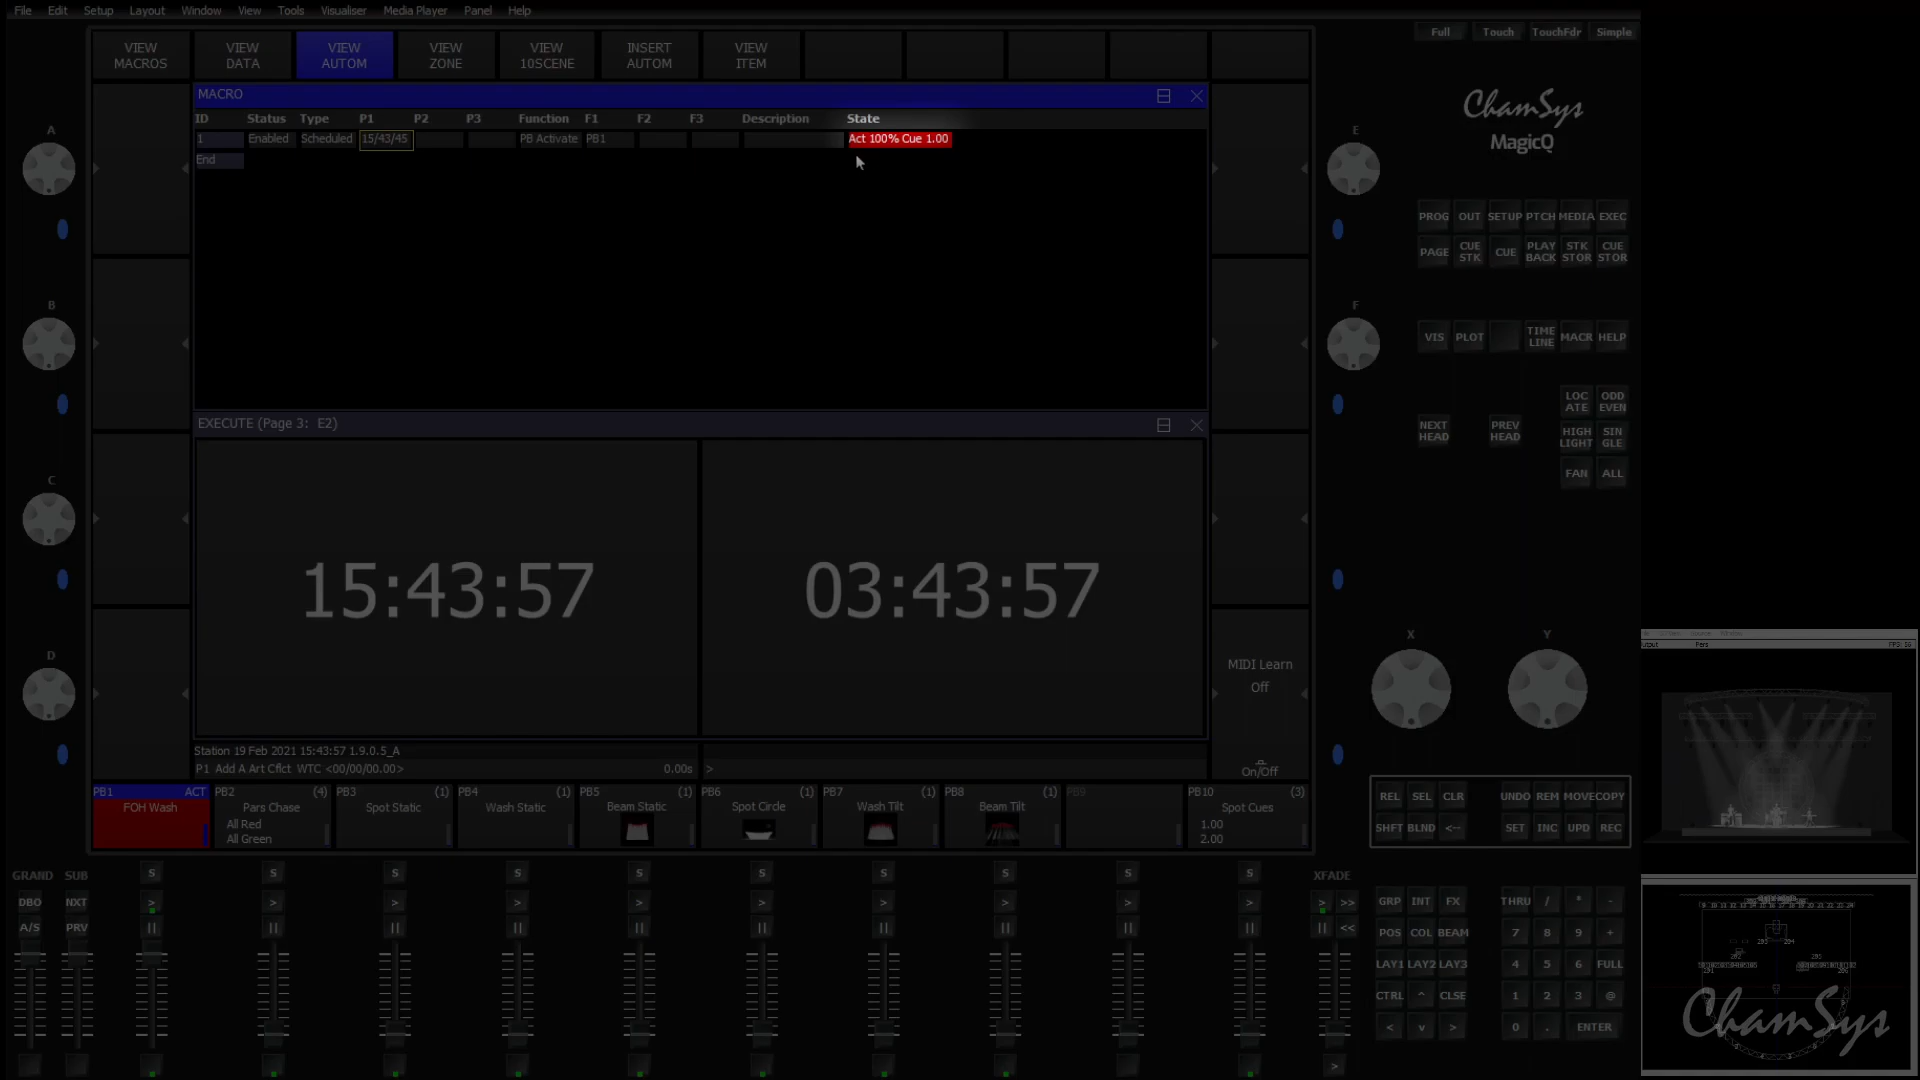 File Edit Setup Layout Window View Tools Visualiser Media Player Panel Help
Full Touch TouchFdr Simple
VIEW MACROS
VIEW DATA
VIEW AUTOM
VIEW ZONE
VIEW 10SCENE
INSERT AUTOM
VIEW ITEM
MACRO
ID Status Type P1 P2 P3 Function F1 F2 F3 Description State
1 Enabled Scheduled 15/43/45 PB Activate PB1 Act 100% Cue 1.00
End
EXECUTE (Page 3: E2)
15:43:57 03:43:57
MIDI Learn
Off
On/Off
Station 19 Feb 2021 15:43:57 1.9.0.5_A
P1 Add A Art Cflct WTC <00/00/00.00> 0.00s >
PB1 ACT
FOH Wash
PB2 (4)
Pars Chase
All Red
All Green
PB3 (1)
Spot Static
PB4 (1)
Wash Static
PB5 (1)
Beam Static
PB6 (1)
Spot Circle
PB7 (1)
Wash Tilt
PB8 (1)
Beam Tilt
PB9
PB10 (3)
Spot Cues
1.00
2.00
A
B
C
D
E
F
X Y
ChamSys
MagicQ
PROG OUT SETUP PTCH MEDIA EXEC
PAGE CUE STK CUE PLAY BACK STK STOR CUE STOR
VIS PLOT TIME LINE MACR HELP
LOC ATE ODD EVEN
NEXT HEAD PREV HEAD HIGH LIGHT SIN GLE
FAN ALL
REL SEL CLR UNDO REM MOVE COPY
SHFT BLND <-- SET INC UPD REC
GRAND SUB XFADE
DBO NXT
A/S PRV
S S S S S S S S S S
> > > > > > > > > > > >>
|| || || || || || || || || || || <<
>
GRP INT FX THRU / * -
POS COL BEAM 7 8 9 +
LAY1 LAY2 LAY3 4 5 6 FULL
CTRL ^ CLSE 1 2 3 @
< v > 0 . ENTER
ChamSys